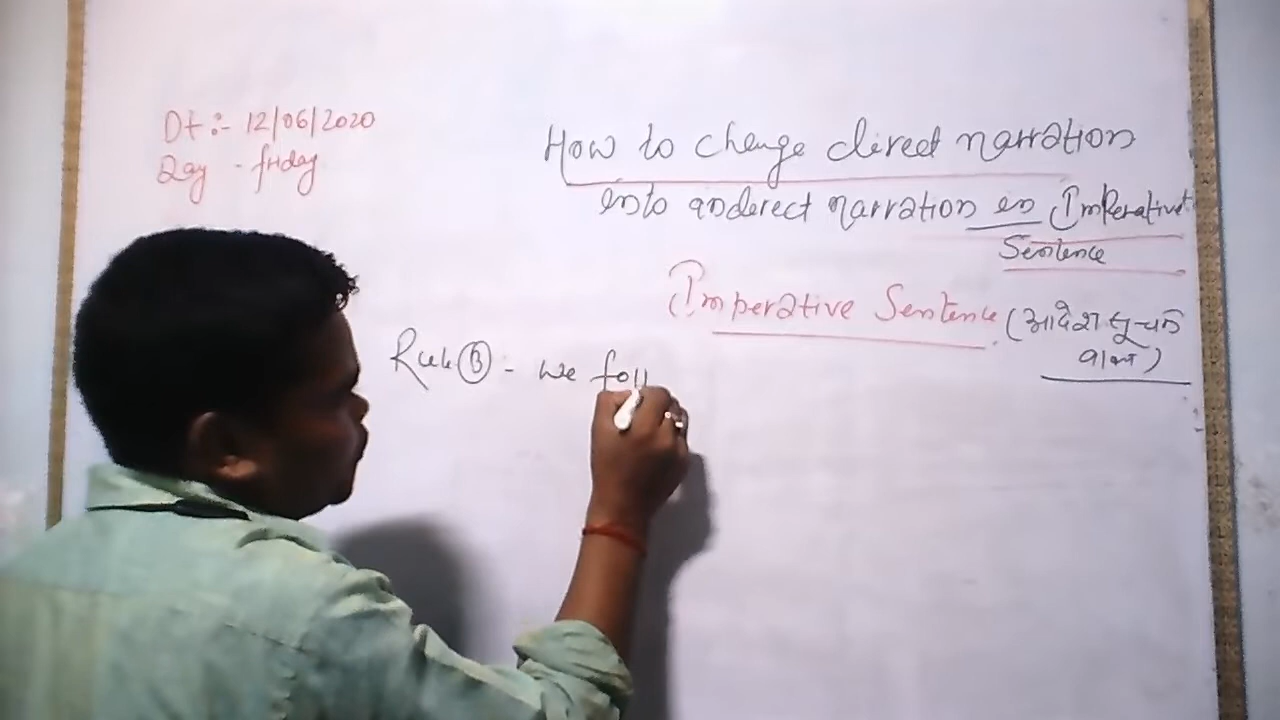 Dt :- 12/06/2020
Day - friday
How to change direct narration
into indirect narration in Imperative
Sentence
Imperative Sentence (आदेश सूचक
वाक्य)
Rule B :- we foll